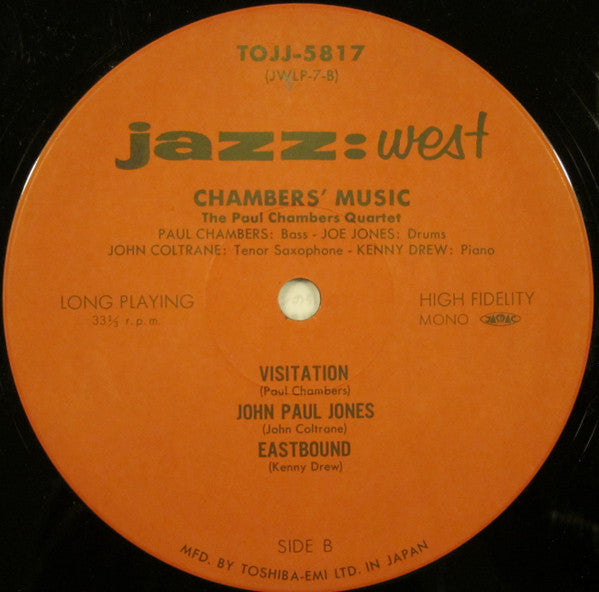 TOJJ-5817
(JWLP-7-B)
jazz:west
CHAMBERS' MUSIC
The Paul Chambers Quartet
PAUL CHAMBERS: Bass - JOE JONES: Drums
JOHN COLTRANE: Tenor Saxophone - KENNY DREW: Piano
LONG PLAYING
33⅓ r.p.m.
HIGH FIDELITY
MONO JASRAC
VISITATION
(Paul Chambers)
JOHN PAUL JONES
(John Coltrane)
EASTBOUND
(Kenny Drew)
SIDE B
MFD. BY TOSHIBA-EMI LTD. IN JAPAN